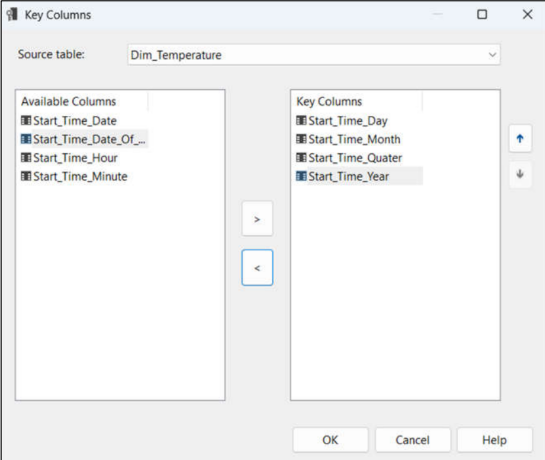 Key Columns
Source table: Dim_Temperature
Available Columns
Start_Time_Date
Start_Time_Date_Of_...
Start_Time_Hour
Start_Time_Minute
>
<
Key Columns
Start_Time_Day
Start_Time_Month
Start_Time_Quater
Start_Time_Year
OK Cancel Help